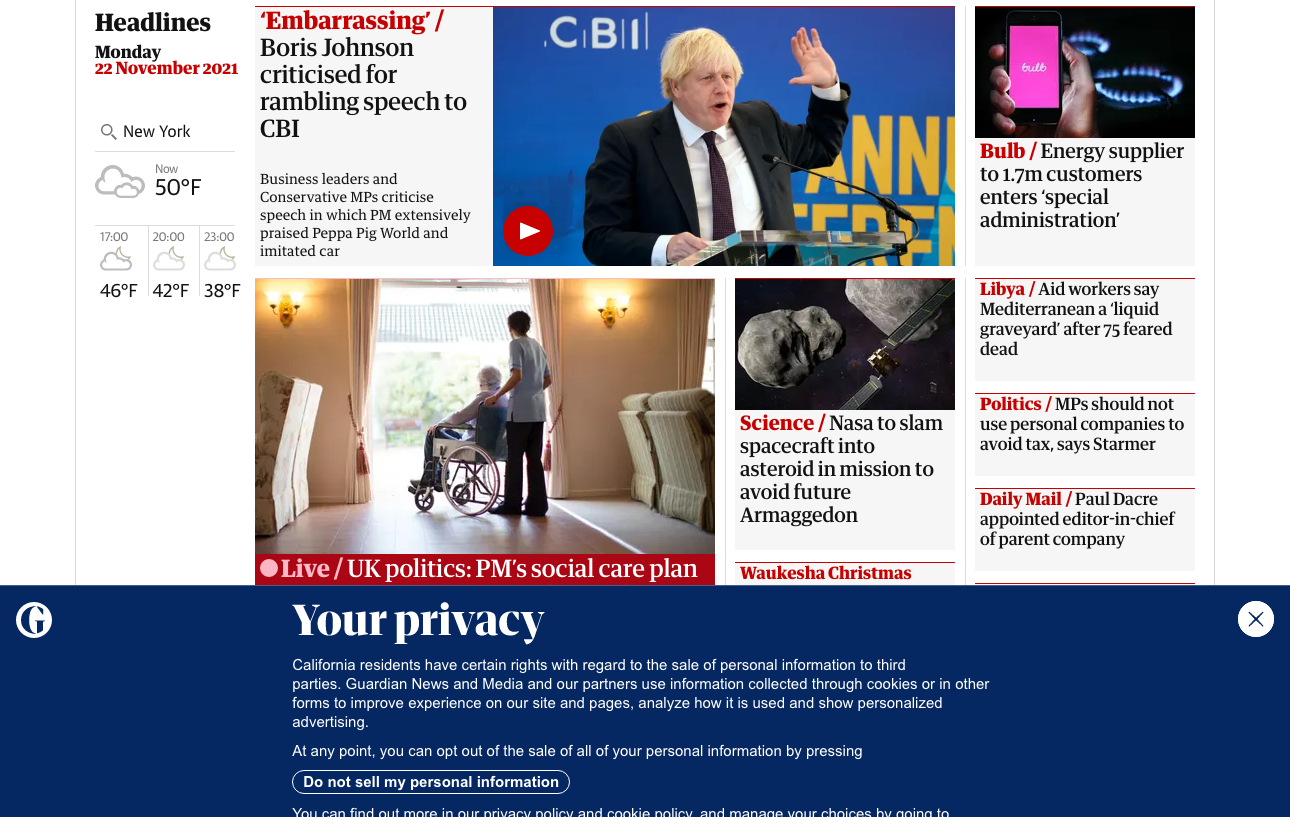 Headlines
Monday
22 November 2021
New York
Now
50°F
17:00
20:00
23:00
46°F
42°F
38°F
‘Embarrassing’ /
Boris Johnson
criticised for
rambling speech to
CBI
Business leaders and
Conservative MPs criticise
speech in which PM extensively
praised Peppa Pig World and
imitated car
CBI
ANNU
bulb
Bulb / Energy supplier
to 1.7m customers
enters ‘special
administration’
Live / UK politics: PM’s social care plan
Science / Nasa to slam
spacecraft into
asteroid in mission to
avoid future
Armaggedon
Waukesha Christmas
Libya / Aid workers say
Mediterranean a ‘liquid
graveyard’ after 75 feared
dead
Politics / MPs should not
use personal companies to
avoid tax, says Starmer
Daily Mail / Paul Dacre
appointed editor-in-chief
of parent company
G
Your privacy
California residents have certain rights with regard to the sale of personal information to third
parties. Guardian News and Media and our partners use information collected through cookies or in other
forms to improve experience on our site and pages, analyze how it is used and show personalized
advertising.
At any point, you can opt out of the sale of all of your personal information by pressing
Do not sell my personal information
You can find out more in our privacy policy and cookie policy, and manage your choices by going to